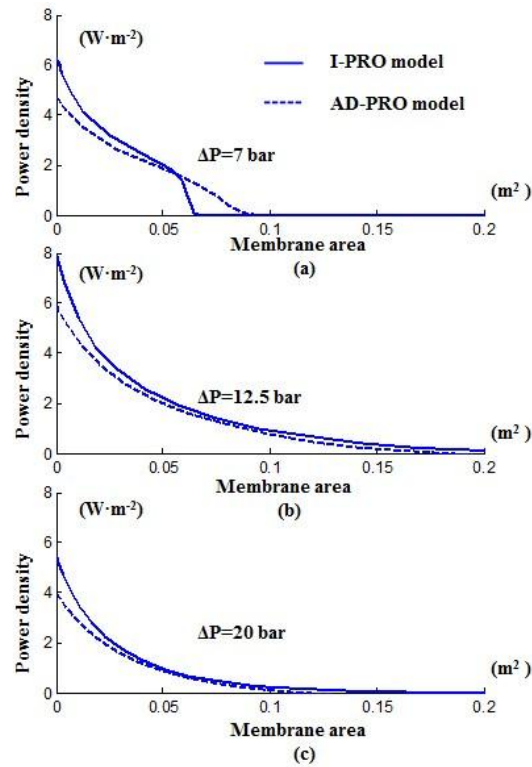 8
(W·m-2)
I-PRO model
AD-PRO model
6
4
2
0
Power density
ΔP=7 bar
(m2)
0 0.05 0.1 0.15 0.2
Membrane area
(a)
8
(W·m-2)
6
4
2
0
Power density
ΔP=12.5 bar
(m2 )
0 0.05 0.1 0.15 0.2
Membrane area
(b)
8
(W·m-2)
6
4
2
0
Power density
ΔP=20 bar
(m2 )
0 0.05 0.1 0.15 0.2
Membrane area
(c)